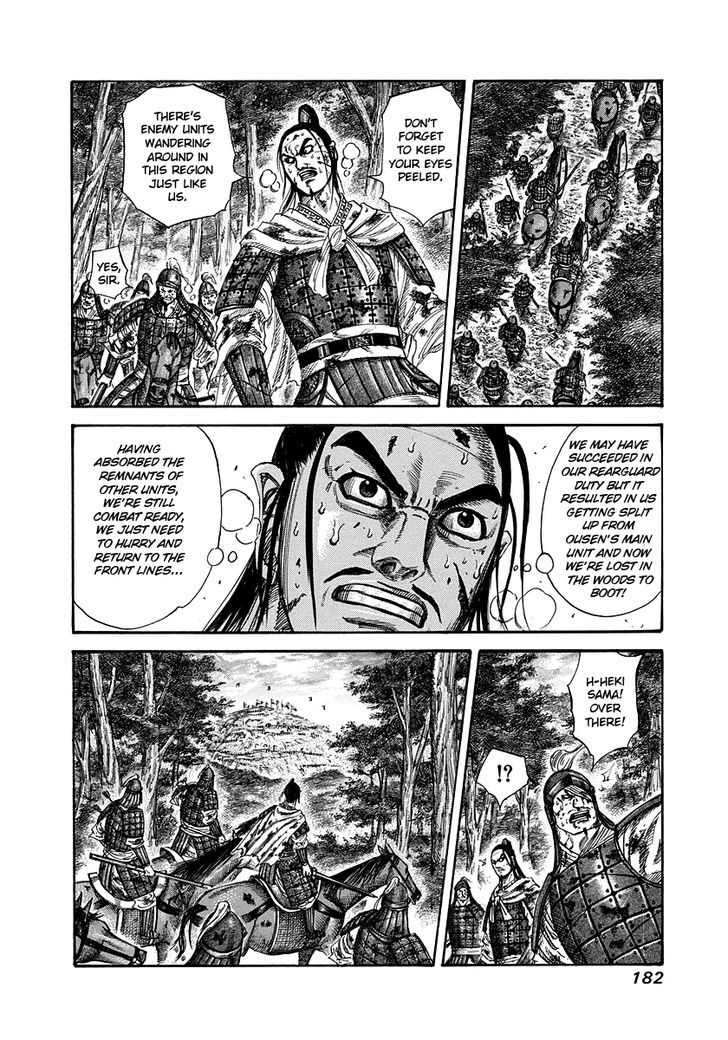 DON'T
FORGET
TO KEEP
YOUR EYES
PEELED.
THERE'S
ENEMY UNITS
WANDERING
AROUND IN
THIS REGION
JUST LIKE
US.
YES,
SIR.
WE MAY HAVE
SUCCEEDED IN
OUR REARGUARD
DUTY BUT IT
RESULTED IN US
GETTING SPLIT
UP FROM
OUSEN'S MAIN
UNIT AND NOW
WE'RE LOST IN
THE WOODS TO
BOOT!
HAVING
ABSORBED THE
REMNANTS OF
OTHER UNITS,
WE'RE STILL
COMBAT READY,
WE JUST NEED
TO HURRY AND
RETURN TO THE
FRONT LINES...
H-HEKI
SAMA!
OVER
THERE!
!?
182